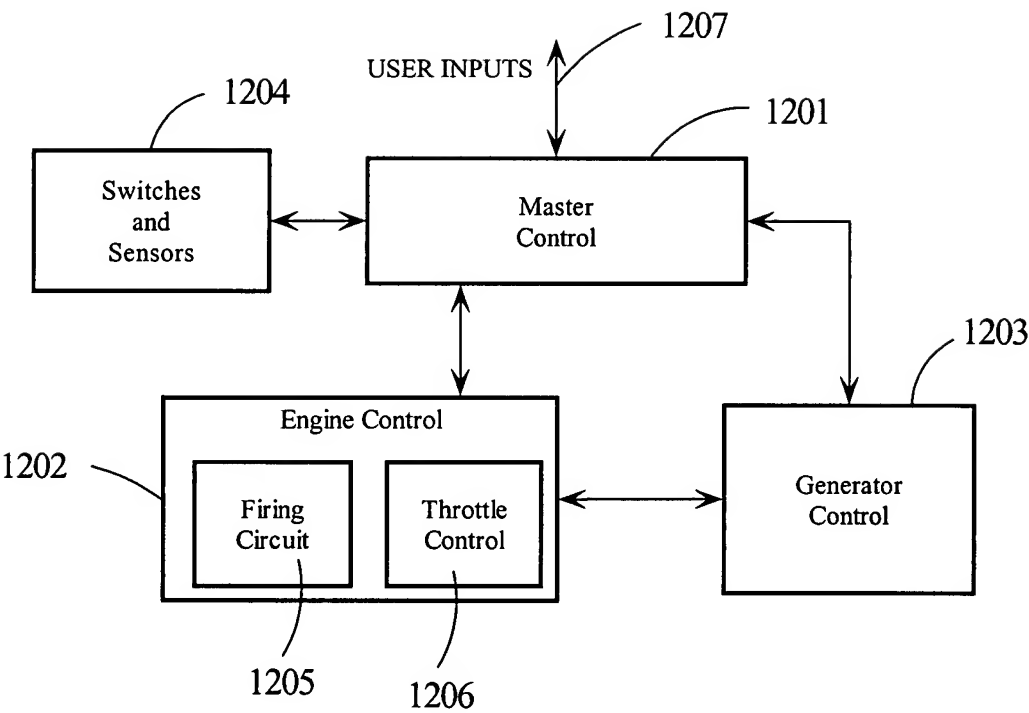 1207
USER INPUTS
1204
1201
Switches
and
Sensors
Master
Control
1203
Engine Control
1202
Firing
Circuit
Throttle
Control
Generator
Control
1205
1206